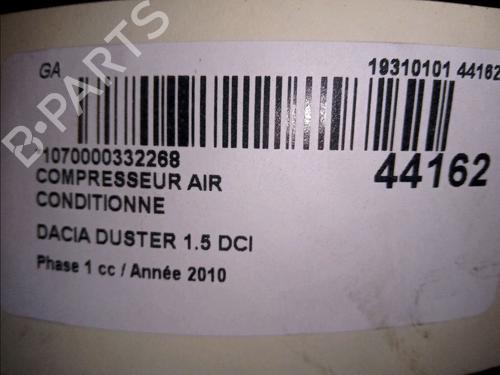 GA
19310101 44162
1070000332268
44162
COMPRESSEUR AIR
CONDITIONNE
DACIA DUSTER 1.5 DCI
Phase 1 cc / Année 2010
B-PARTS